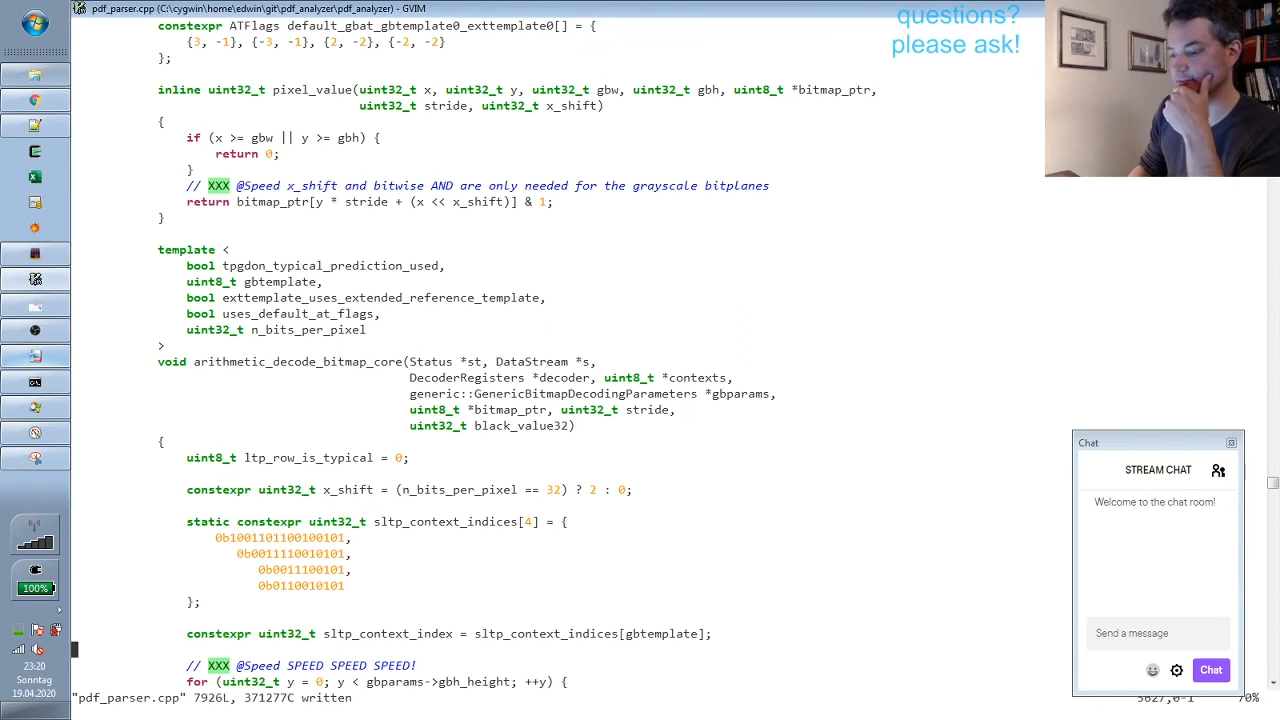 pdf_parser.cpp (C:\cygwin\home\edwin\git\pdf_analyzer\pdf_analyzer) - GVIM
constexpr ATFlags default_gbat_gbtemplate0_exttemplate0[] = {
{3, -1}, {-3, -1}, {2, -2}, {-2, -2}
};
inline uint32_t pixel_value(uint32_t x, uint32_t y, uint32_t gbw, uint32_t gbh, uint8_t *bitmap_ptr,
uint32_t stride, uint32_t x_shift)
{
if (x >= gbw || y >= gbh) {
return 0;
}
// XXX @Speed x_shift and bitwise AND are only needed for the grayscale bitplanes
return bitmap_ptr[y * stride + (x << x_shift)] & 1;
}
template <
bool tpgdon_typical_prediction_used,
uint8_t gbtemplate,
bool exttemplate_uses_extended_reference_template,
bool uses_default_at_flags,
uint32_t n_bits_per_pixel
>
void arithmetic_decode_bitmap_core(Status *st, DataStream *s,
DecoderRegisters *decoder, uint8_t *contexts,
generic::GenericBitmapDecodingParameters *gbparams,
uint8_t *bitmap_ptr, uint32_t stride,
uint32_t black_value32)
{
uint8_t ltp_row_is_typical = 0;
constexpr uint32_t x_shift = (n_bits_per_pixel == 32) ? 2 : 0;
static constexpr uint32_t sltp_context_indices[4] = {
0b1001101100100101,
0b0011110010101,
0b0011100101,
0b0110010101
};
constexpr uint32_t sltp_context_index = sltp_context_indices[gbtemplate];
// XXX @Speed SPEED SPEED SPEED!
for (uint32_t y = 0; y < gbparams->gbh_height; ++y) {
"pdf_parser.cpp" 7926L, 371277C written
5627,0-1 70%
questions?
please ask!
Chat
STREAM CHAT
Welcome to the chat room!
Send a message
Chat
100%
23:20
Sonntag
19.04.2020